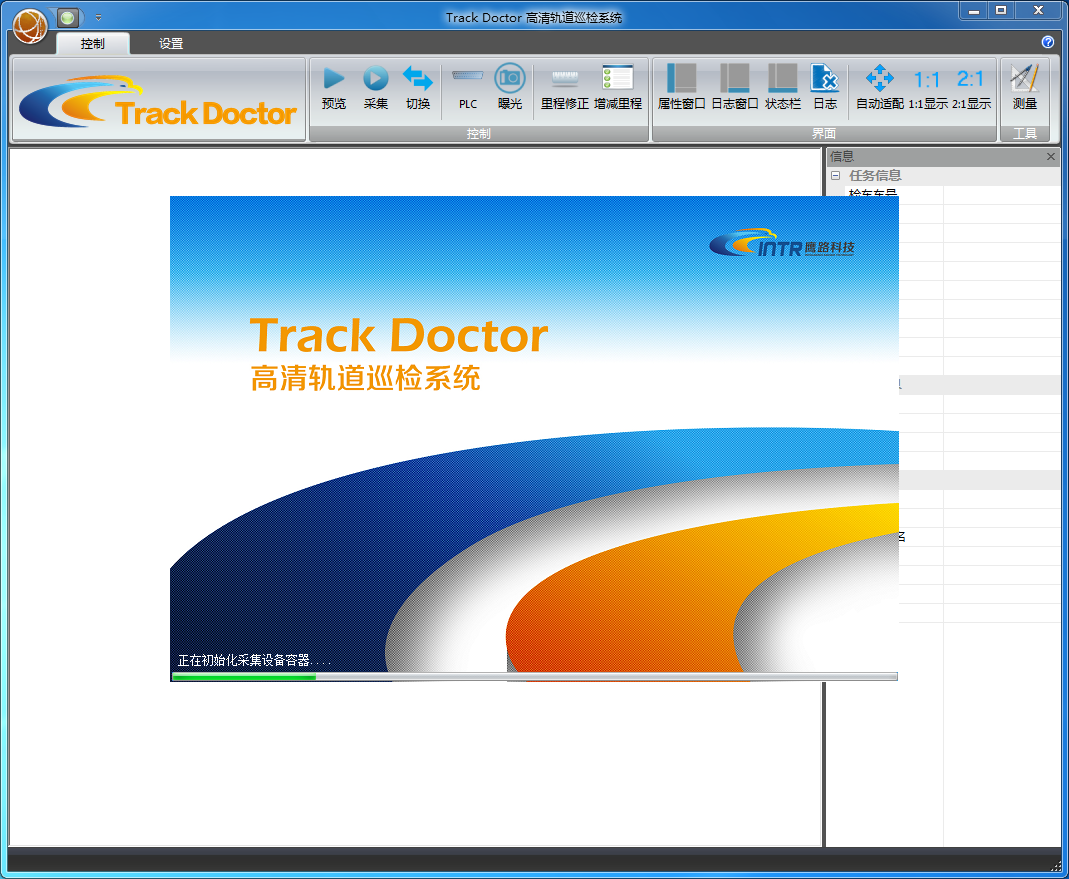 Track Doctor 高清轨道巡检系统
控制 设置
Track Doctor
预览 采集 切换 PLC 曝光 里程修正 增减里程
控制
属性窗口 日志窗口 状态栏 日志 自动适配 1:1 1:1显示 2:1 2:1显示
界面
测量
工具
信息
任务信息
INTR 鹰路科技
Track Doctor
高清轨道巡检系统
名
正在初始化采集设备容器....